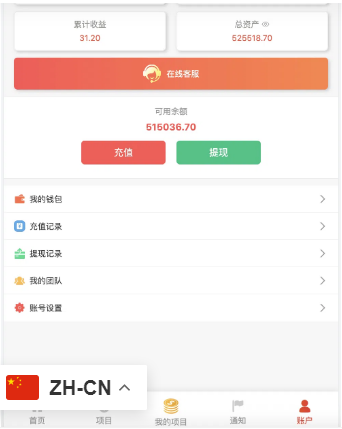 累计收益
31.20
总资产
525518.70
在线客服
可用余额
515036.70
充值
提现
我的钱包
充值记录
提现记录
我的团队
账号设置
ZH-CN
首页
项目
我的项目
通知
账户